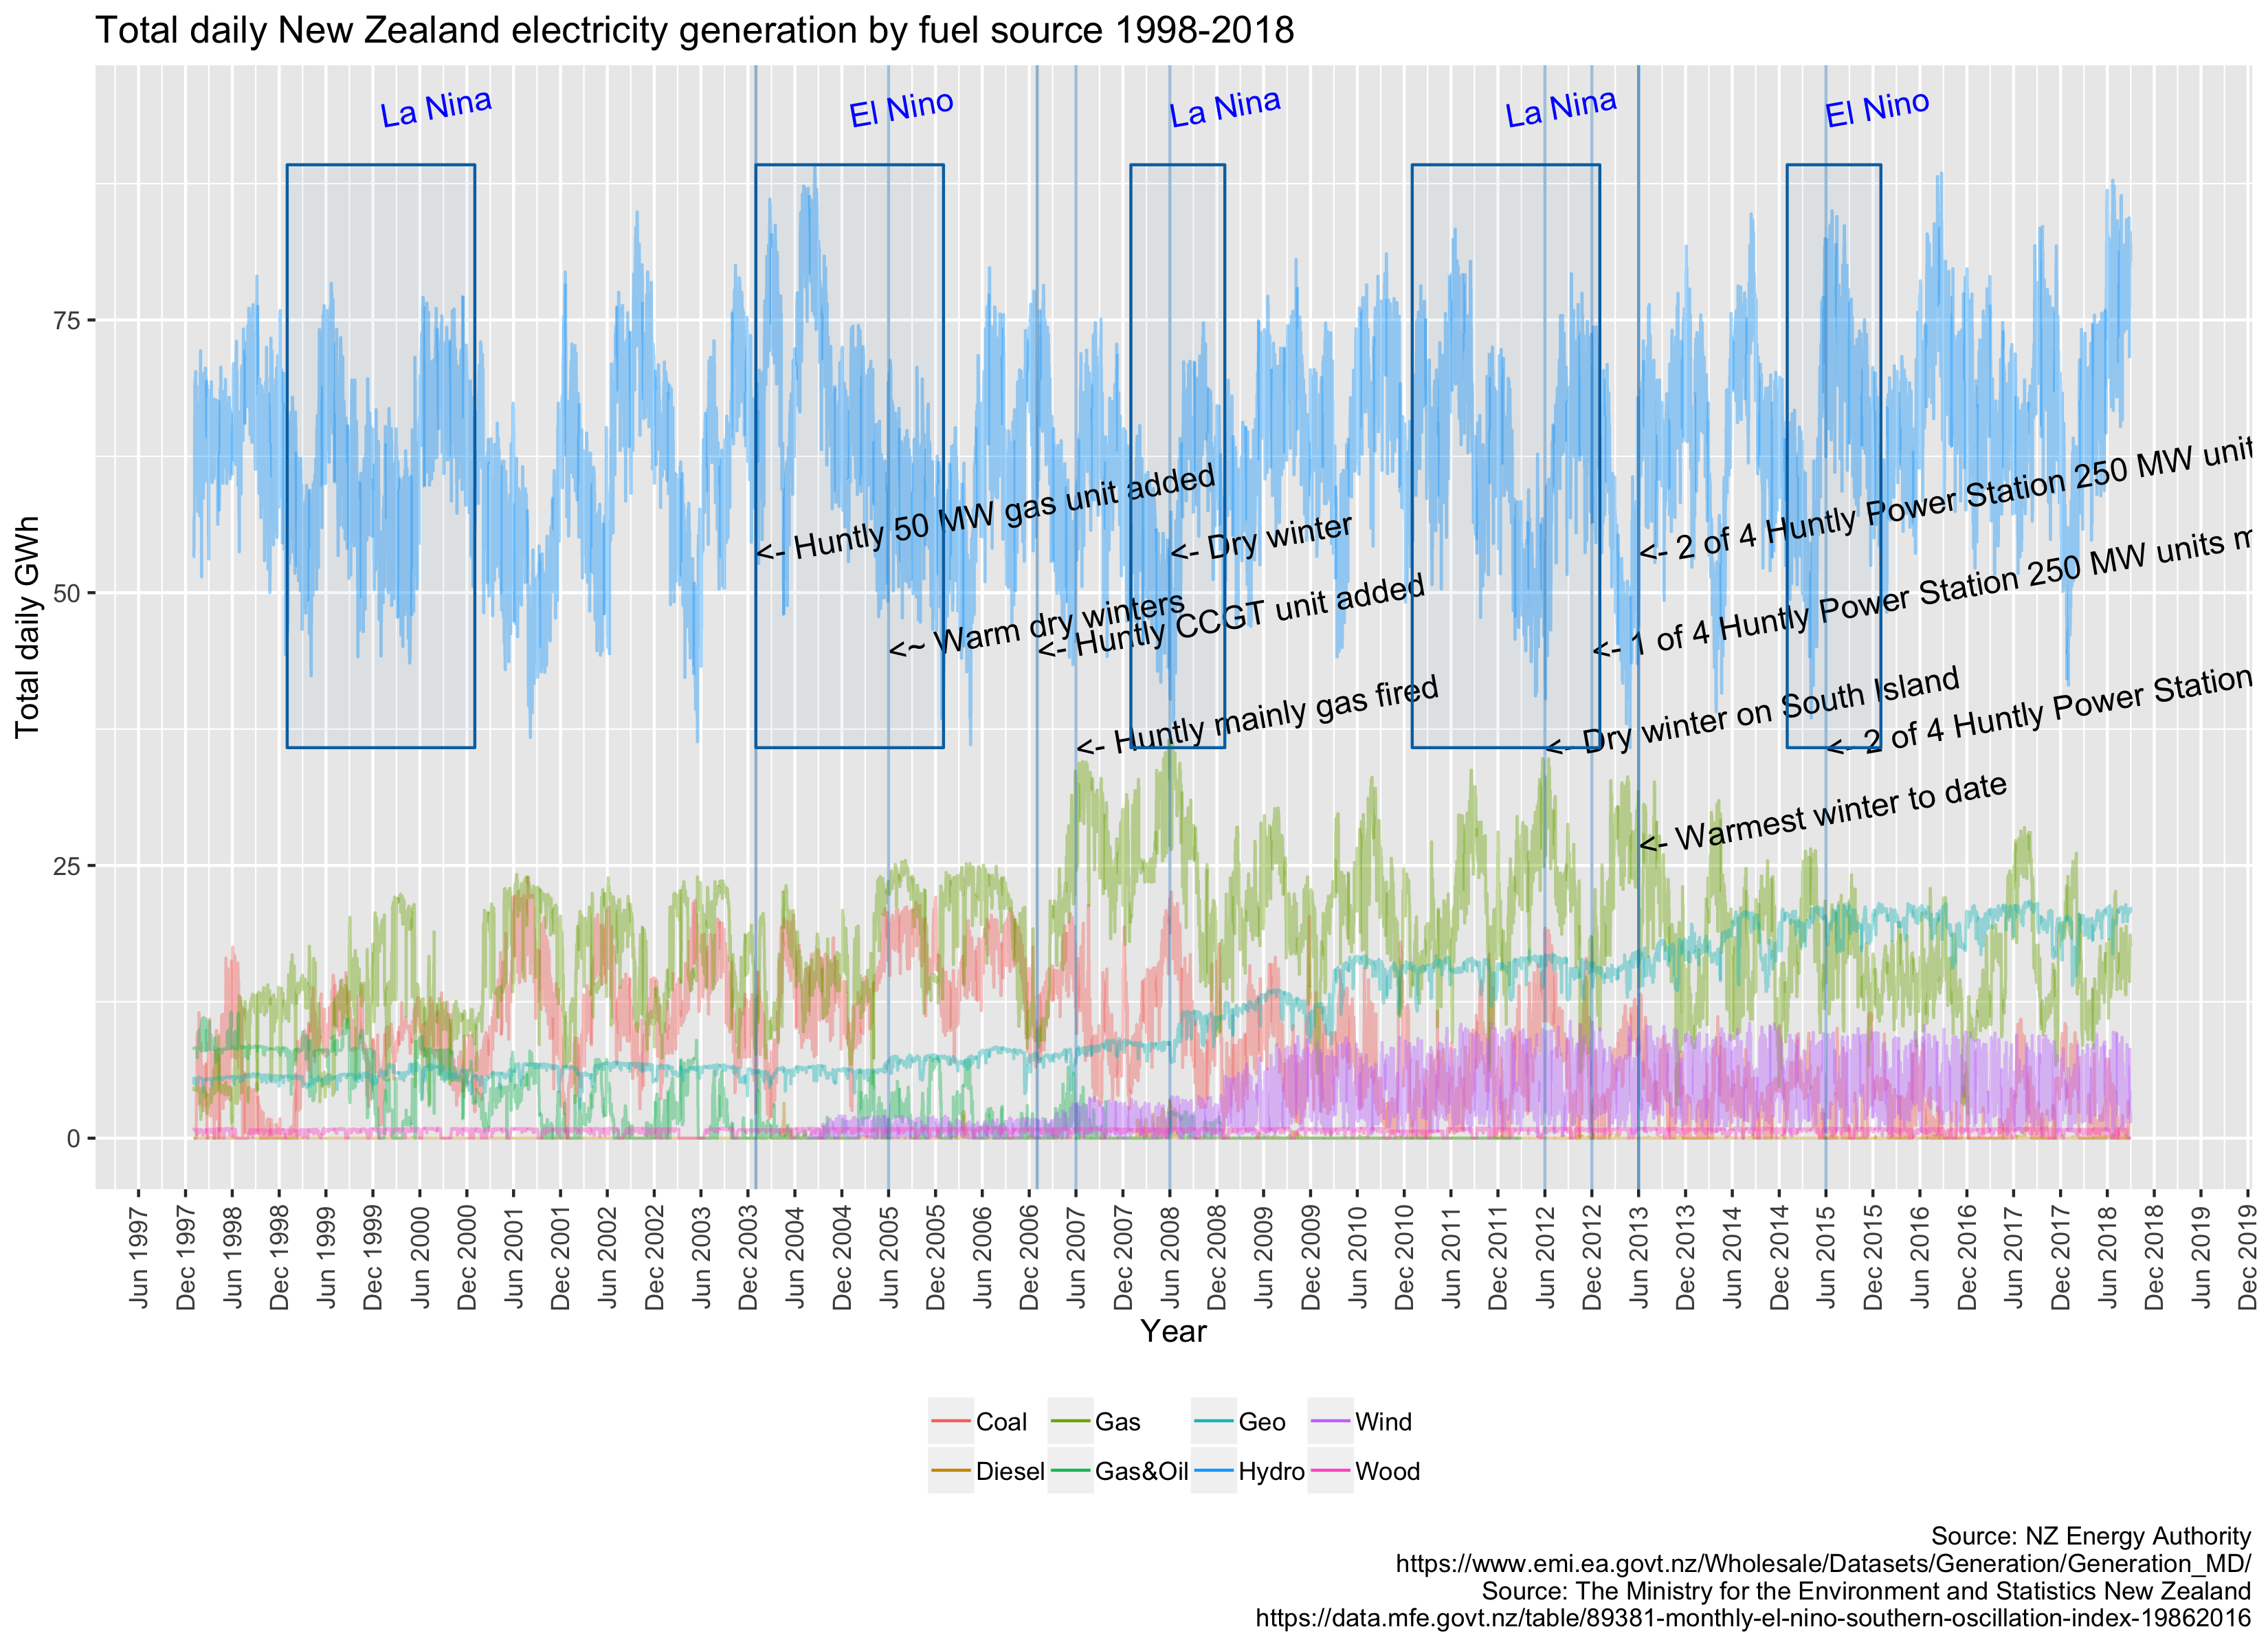 Total daily New Zealand electricity generation by fuel source 1998-2018
La Nina
El Nino
La Nina
La Nina
El Nino
Total daily GWh
75
50
25
0
<- Huntly 50 MW gas unit added
<- Dry winter
<- 2 of 4 Huntly Power Station 250 MW unit
<~ Warm dry winters
<- Huntly CCGT unit added
<- 1 of 4 Huntly Power Station 250 MW units m
<- Huntly mainly gas fired
<- Dry winter on South Island
<- 2 of 4 Huntly Power Station
<- Warmest winter to date
Jun 1997
Dec 1997
Jun 1998
Dec 1998
Jun 1999
Dec 1999
Jun 2000
Dec 2000
Jun 2001
Dec 2001
Jun 2002
Dec 2002
Jun 2003
Dec 2003
Jun 2004
Dec 2004
Jun 2005
Dec 2005
Jun 2006
Dec 2006
Jun 2007
Dec 2007
Jun 2008
Dec 2008
Jun 2009
Dec 2009
Jun 2010
Dec 2010
Jun 2011
Dec 2011
Jun 2012
Dec 2012
Jun 2013
Dec 2013
Jun 2014
Dec 2014
Jun 2015
Dec 2015
Jun 2016
Dec 2016
Jun 2017
Dec 2017
Jun 2018
Dec 2018
Jun 2019
Dec 2019
Year
Coal Gas Geo Wind
Diesel Gas&Oil Hydro Wood
Source: NZ Energy Authority
https://www.emi.ea.govt.nz/Wholesale/Datasets/Generation/Generation_MD/
Source: The Ministry for the Environment and Statistics New Zealand
https://data.mfe.govt.nz/table/89381-monthly-el-nino-southern-oscillation-index-19862016